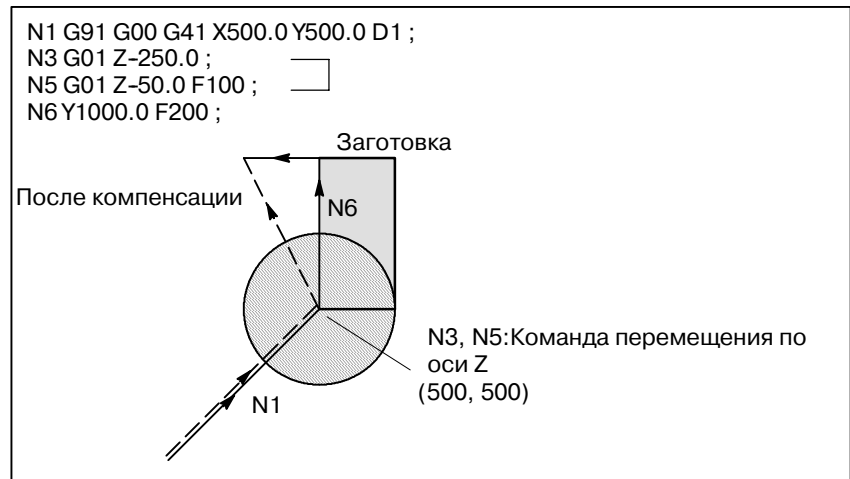 N1 G91 G00 G41 X500.0 Y500.0 D1 ;
N3 G01 Z-250.0 ;
N5 G01 Z-50.0 F100 ;
N6 Y1000.0 F200 ;
Заготовка
После компенсации
N6
N3, N5:Команда перемещения по
оси Z
(500, 500)
N1